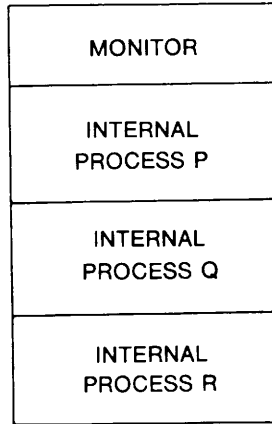 MONITOR
INTERNAL
PROCESS P
INTERNAL
PROCESS Q
INTERNAL
PROCESS R